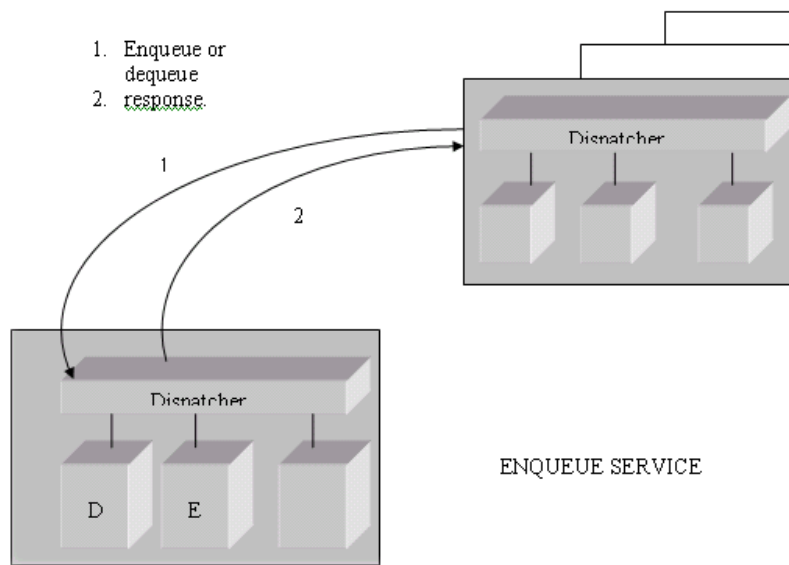 1. Enqueue or
dequeue
2. response.
1
2
Dispatcher
Dispatcher
D
E
ENQUEUE SERVICE